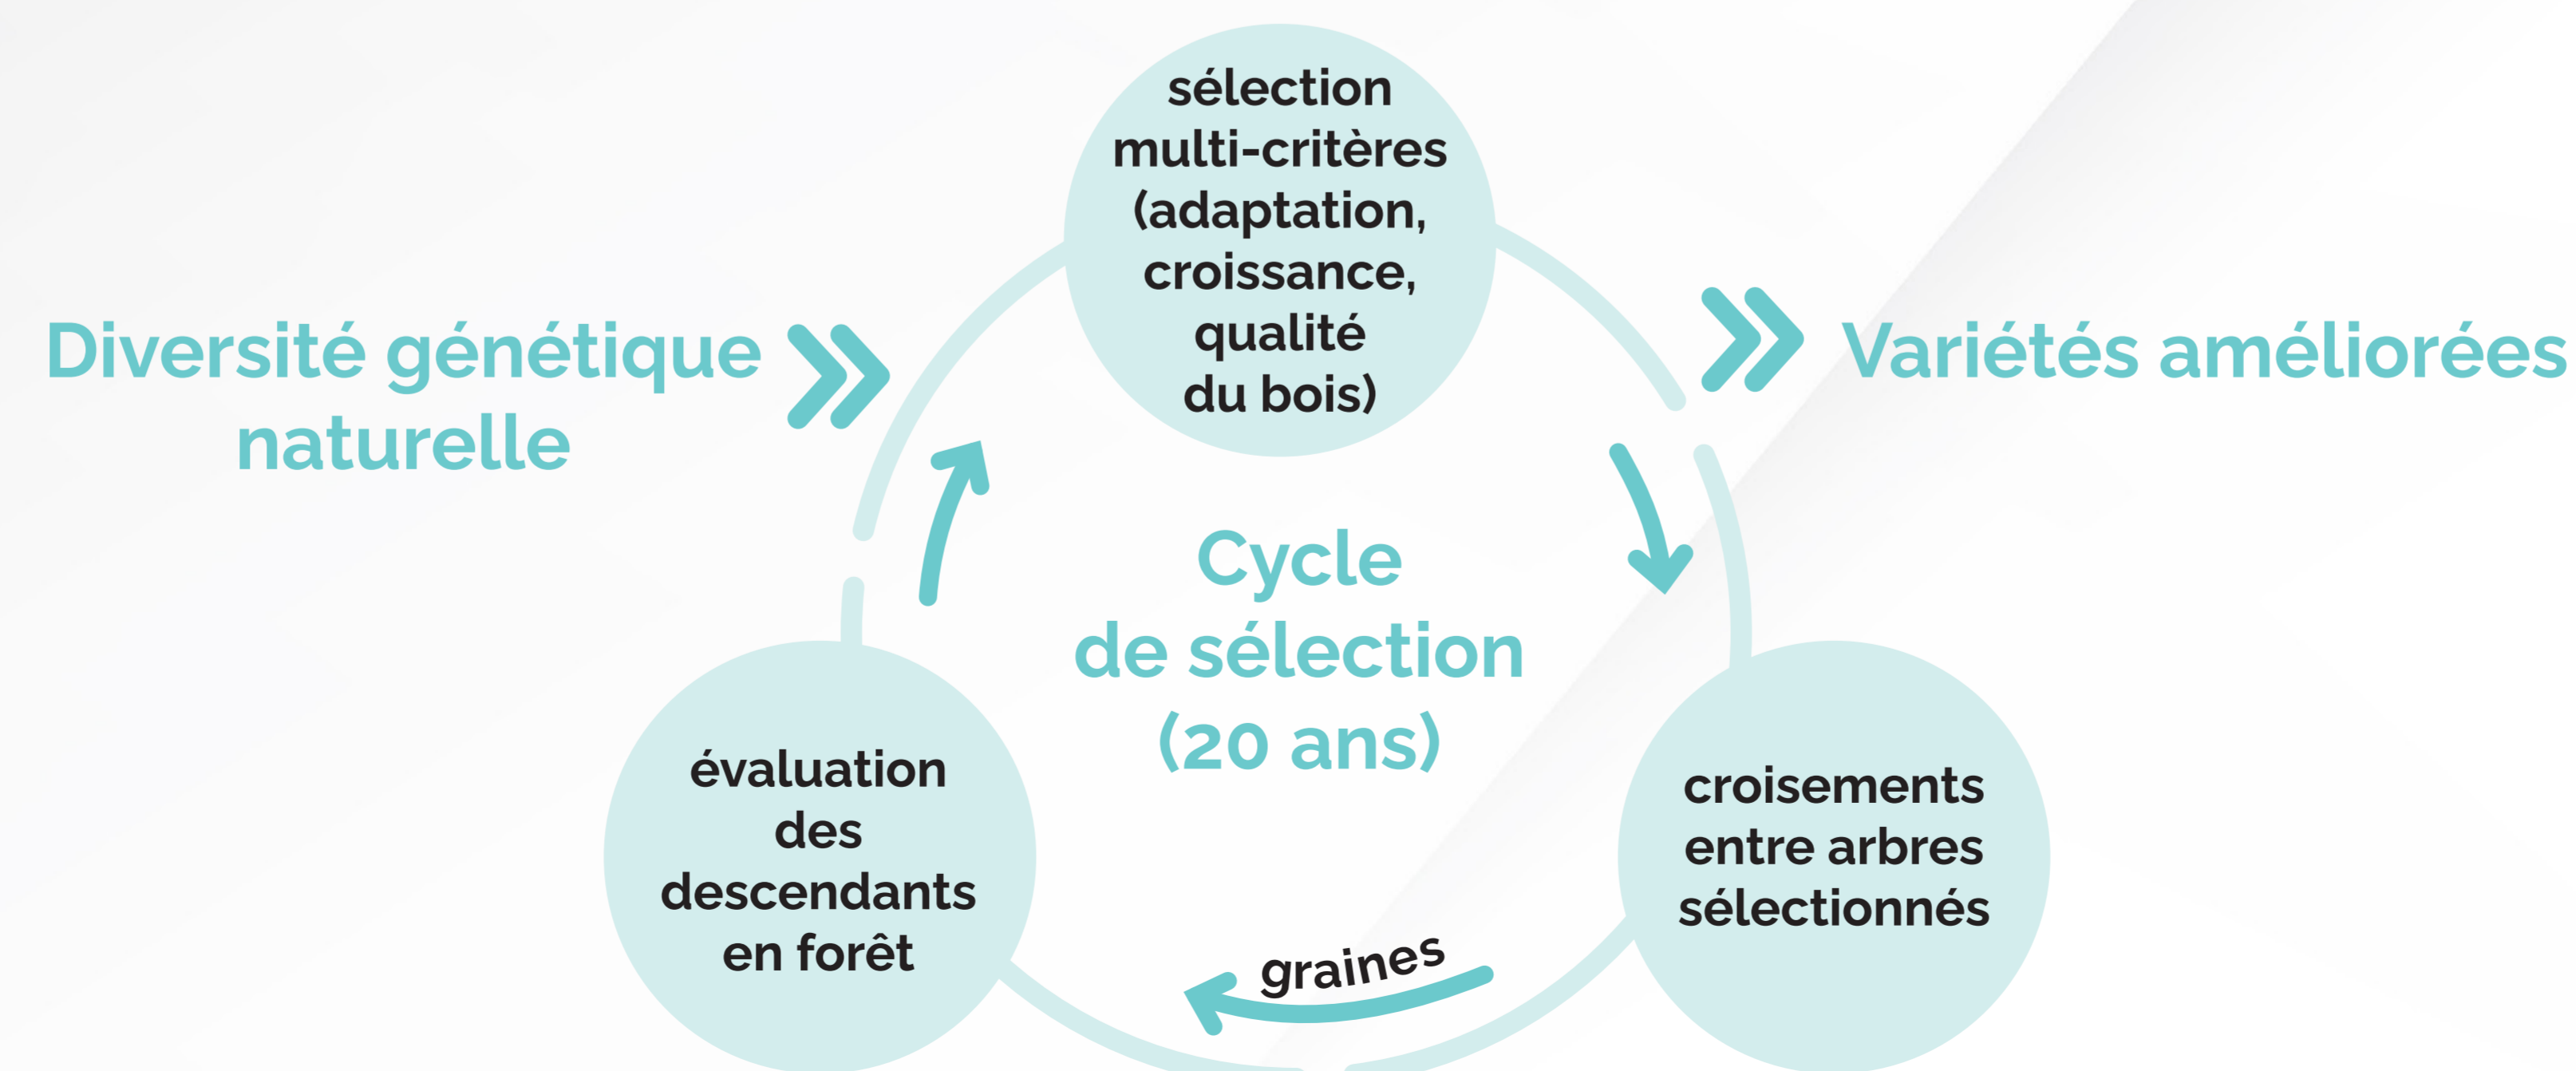 sélection
multi-critères
(adaptation,
croissance,
qualité
du bois)
Diversité génétique
naturelle
Variétés améliorées
Cycle
de sélection
(20 ans)
évaluation
des
descendants
en forêt
croisements
entre arbres
sélectionnés
graines